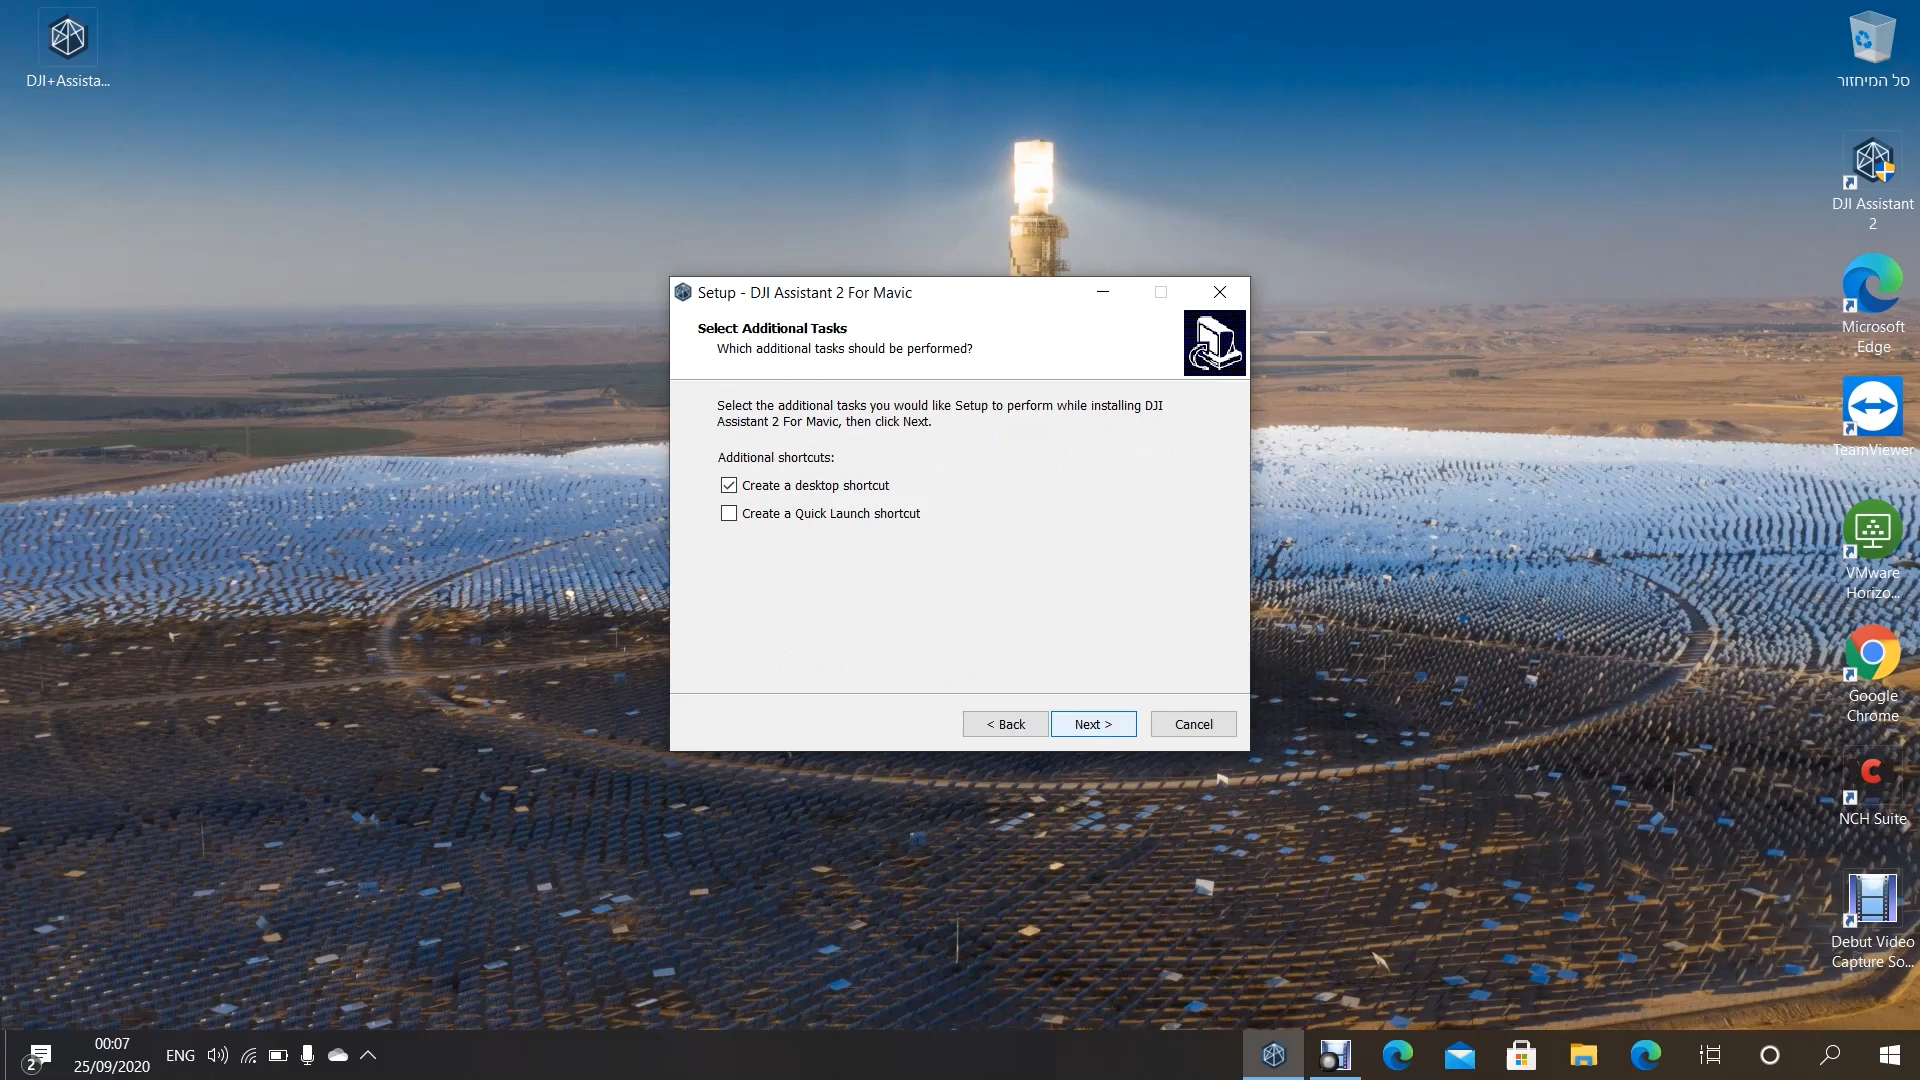 DJI+Assista...
סל המיחזור
DJI Assistant
2
Microsoft
Edge
TeamViewer
VMware
Horizo...
Google
Chrome
NCH Suite
Debut Video
Capture So...
Setup - DJI Assistant 2 For Mavic
Select Additional Tasks
Which additional tasks should be performed?
Select the additional tasks you would like Setup to perform while installing DJI
Assistant 2 For Mavic, then click Next.
Additional shortcuts:
Create a desktop shortcut
Create a Quick Launch shortcut
< Back
Next >
Cancel
2
00:07
25/09/2020
ENG